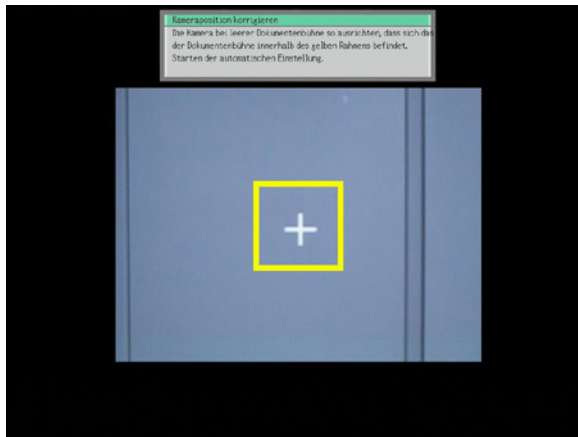 Kameraposition korrigieren
Die Kamera bei leerer Dokumentenbühne so ausrichten, dass sich das
der Dokumentenbühne innerhalb des gelben Rahmens befindet.
Starten der automatischen Einstellung.